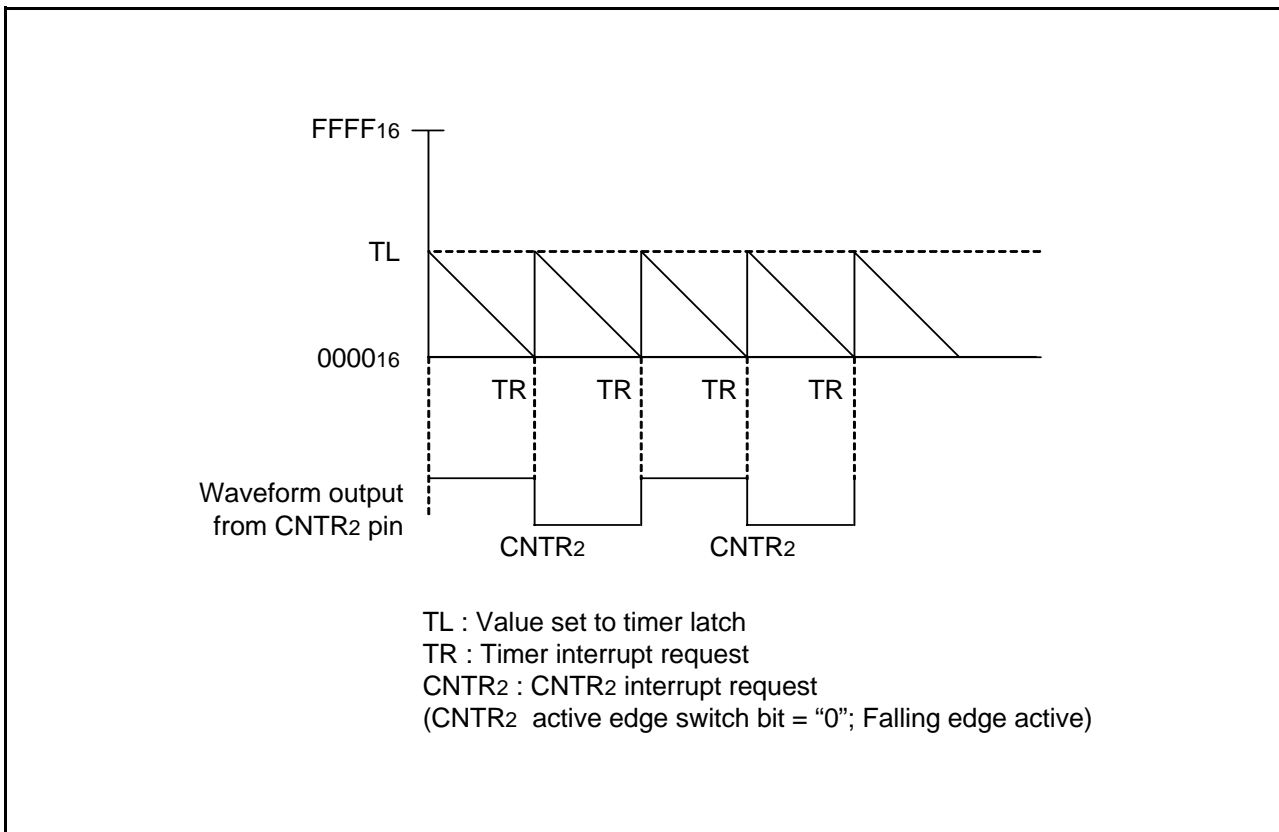 FFFF16
TL
000016
TR TR TR TR
Waveform output
from CNTR2 pin
CNTR2 CNTR2
TL : Value set to timer latch
TR : Timer interrupt request
CNTR2 : CNTR2 interrupt request
(CNTR2 active edge switch bit = “0”; Falling edge active)